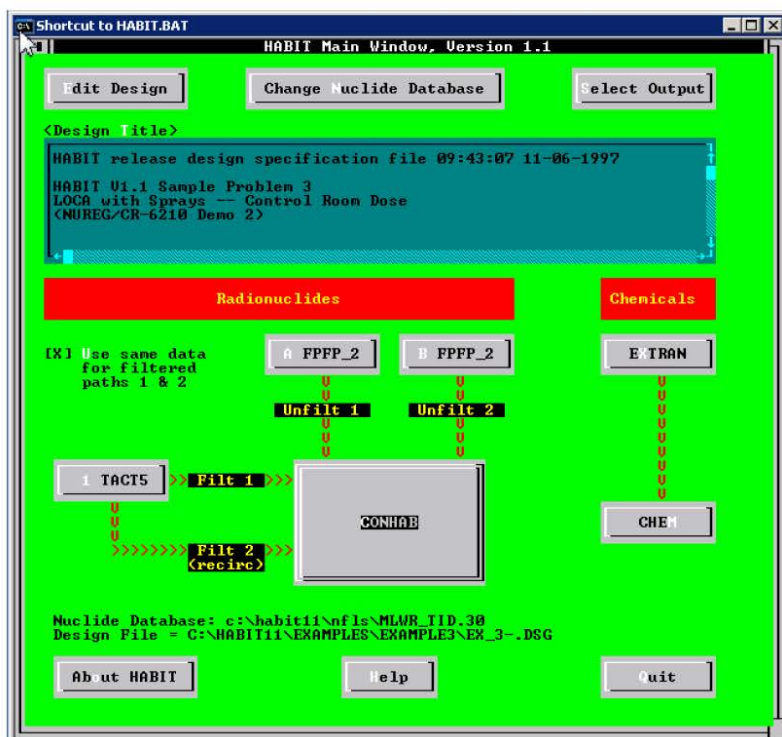 Shortcut to HABIT.BAT
HABIT Main Window, Version 1.1
Edit Design
Change Nuclide Database
Select Output
<Design Title>
HABIT release design specification file 09:43:07 11-06-1997
HABIT V1.1 Sample Problem 3
LOCA with Sprays -- Control Room Dose
(NUREG/CR-6210 Demo 2)
Radionuclides
Chemicals
[X] Use same data
for filtered
paths 1 & 2
A FPFP_2
B FPFP_2
EXTRAN
Unfilt 1
Unfilt 2
1 TACT5
>> Filt 1 >>>
CONHAB
CHEM
>>>>>>>> Filt 2 >>>
(recirc)
Nuclide Database: c:\habit11\nfls\MLWR_TID.30
Design File = C:\HABIT11\EXAMPLES\EXAMPLE3\EX_3-.DSG
About HABIT
Help
Quit